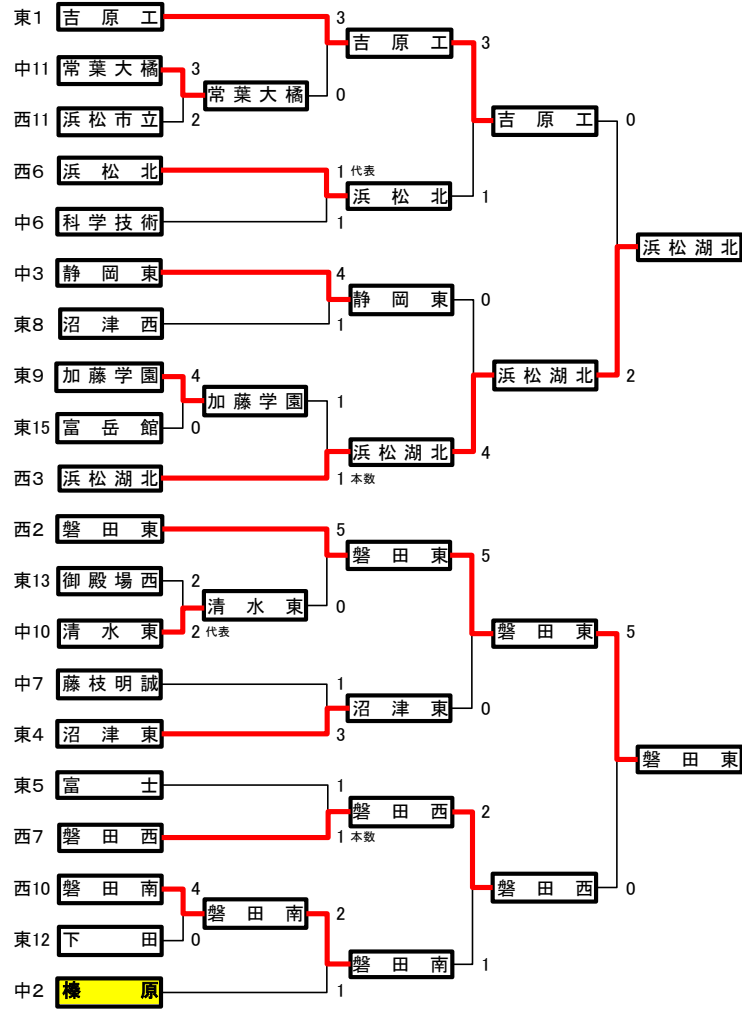 東1 吉原工 3
吉原工 3
中11 常葉大橘 3
常葉大橘 0
西11 浜松市立 2
吉原工 0
西6 浜松北 1 代表
浜松北 1
中6 科学技術 1
浜松湖北
中3 静岡東 4
静岡東 0
東8 沼津西 1
東9 加藤学園 4
加藤学園 1
浜松湖北 2
東15 富岳館 0
浜松湖北 4
西3 浜松湖北 1 本数
西2 磐田東 5
磐田東 5
東13 御殿場西 2
清水東 0
中10 清水東 2 代表
磐田東 5
中7 藤枝明誠 1
沼津東 0
東4 沼津東 3
磐田東
東5 富士 1
磐田西 2
西7 磐田西 1 本数
西10 磐田南 4
磐田西 0
磐田南 2
東12 下田 0
磐田南 1
中2 榛原 1